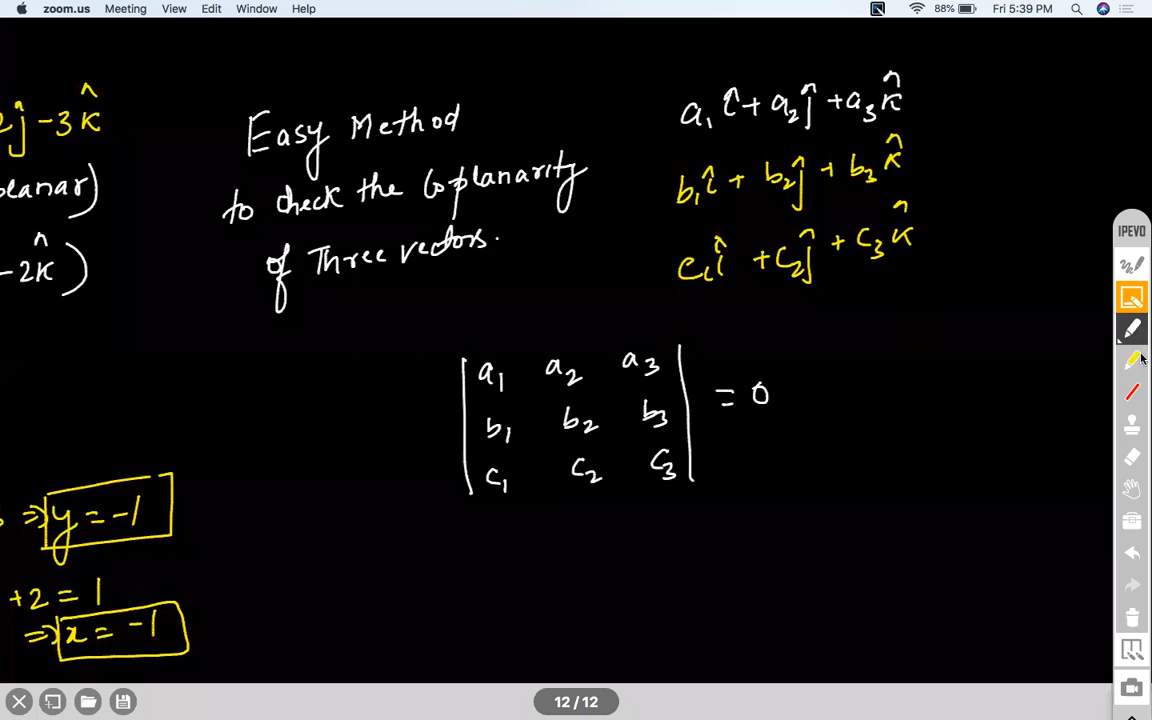 zoom.us Meeting View Edit Window Help
88% Fri 5:39 PM
2ĵ -3k̂
planar)
-2k̂)
Easy Method
to check the Coplanarity
of Three vectors.
a₁î + a₂ĵ + a₃k̂
b₁î + b₂ĵ + b₃k̂
c₁î + c₂ĵ + c₃k̂
| a₁ a₂ a₃ |
| b₁ b₂ b₃ | = 0
| c₁ c₂ c₃ |
⇒ y = -1
+2 = 1
⇒ x = -1
IPEVO
12 / 12